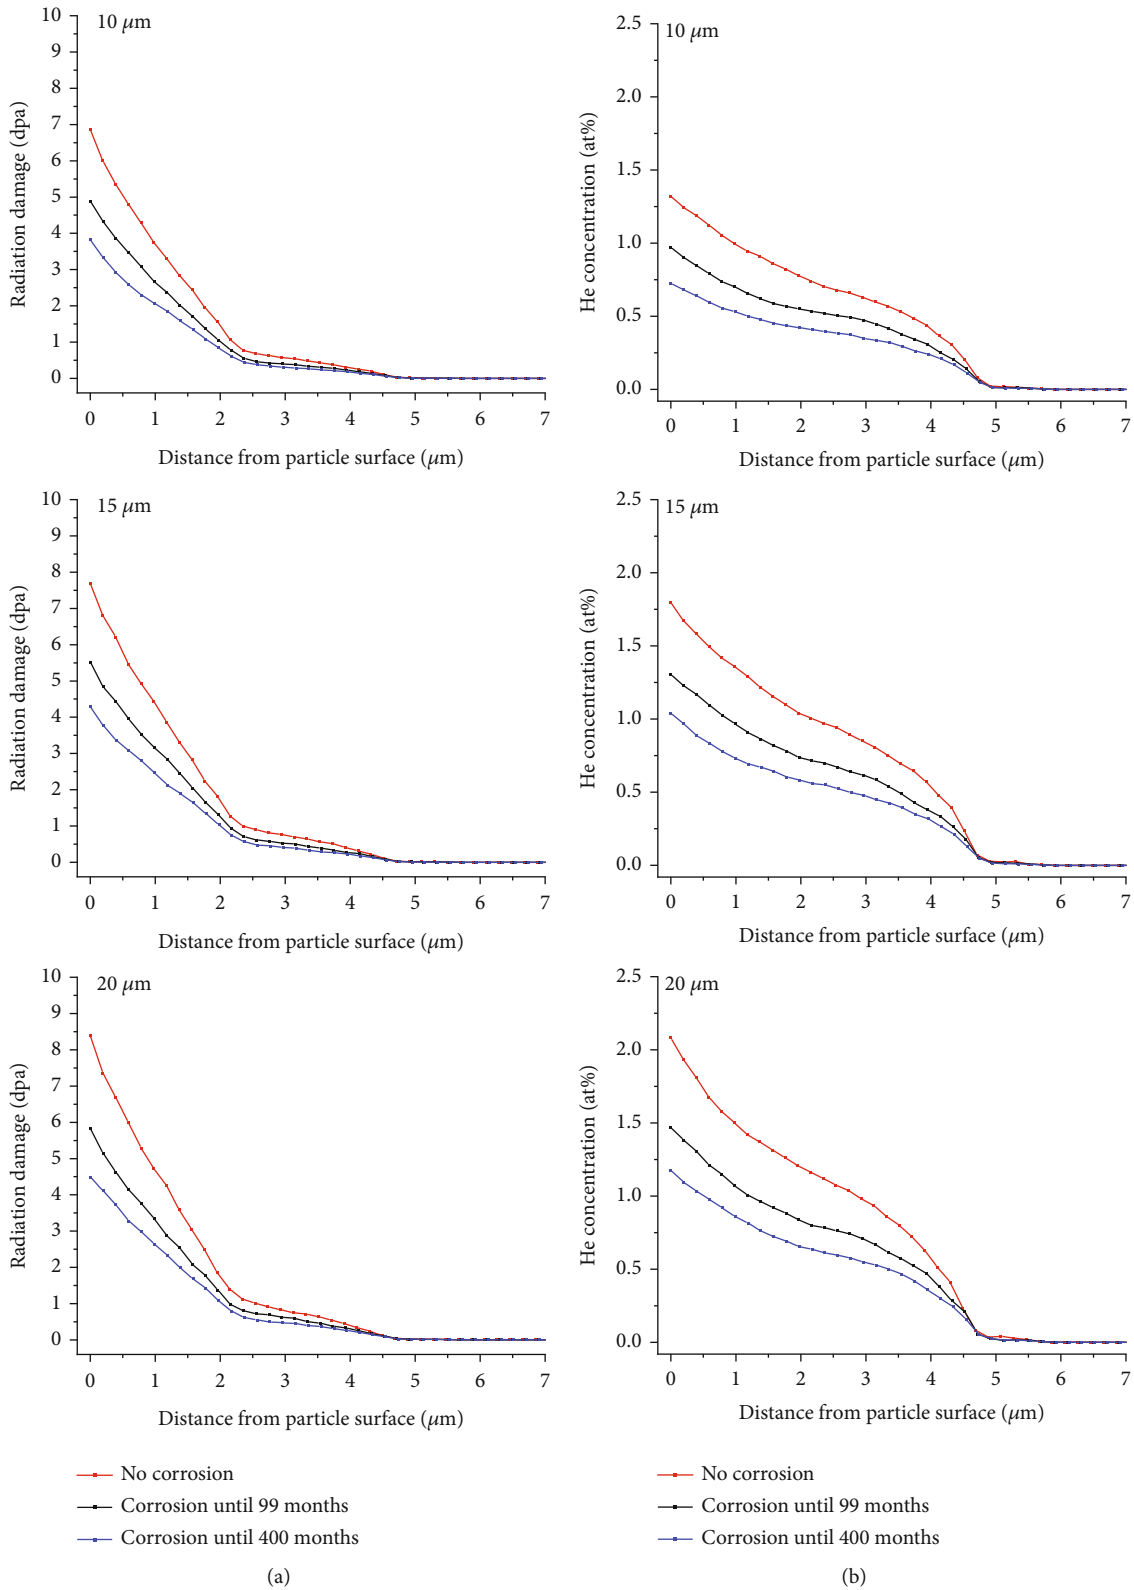 10 μm
Radiation damage (dpa)
10
9
8
7
6
5
4
3
2
1
0
0 1 2 3 4 5 6 7
Distance from particle surface (μm)
10 μm
He concentration (at%)
2.5
2.0
1.5
1.0
0.5
0.0
0 1 2 3 4 5 6 7
Distance from particle surface (μm)
15 μm
Radiation damage (dpa)
10
9
8
7
6
5
4
3
2
1
0
0 1 2 3 4 5 6 7
Distance from particle surface (μm)
15 μm
He concentration (at%)
2.5
2.0
1.5
1.0
0.5
0.0
0 1 2 3 4 5 6 7
Distance from particle surface (μm)
20 μm
Radiation damage (dpa)
10
9
8
7
6
5
4
3
2
1
0
0 1 2 3 4 5 6 7
Distance from particle surface (μm)
20 μm
He concentration (at%)
2.5
2.0
1.5
1.0
0.5
0.0
0 1 2 3 4 5 6 7
Distance from particle surface (μm)
No corrosion
Corrosion until 99 months
Corrosion until 400 months
(a)
No corrosion
Corrosion until 99 months
Corrosion until 400 months
(b)